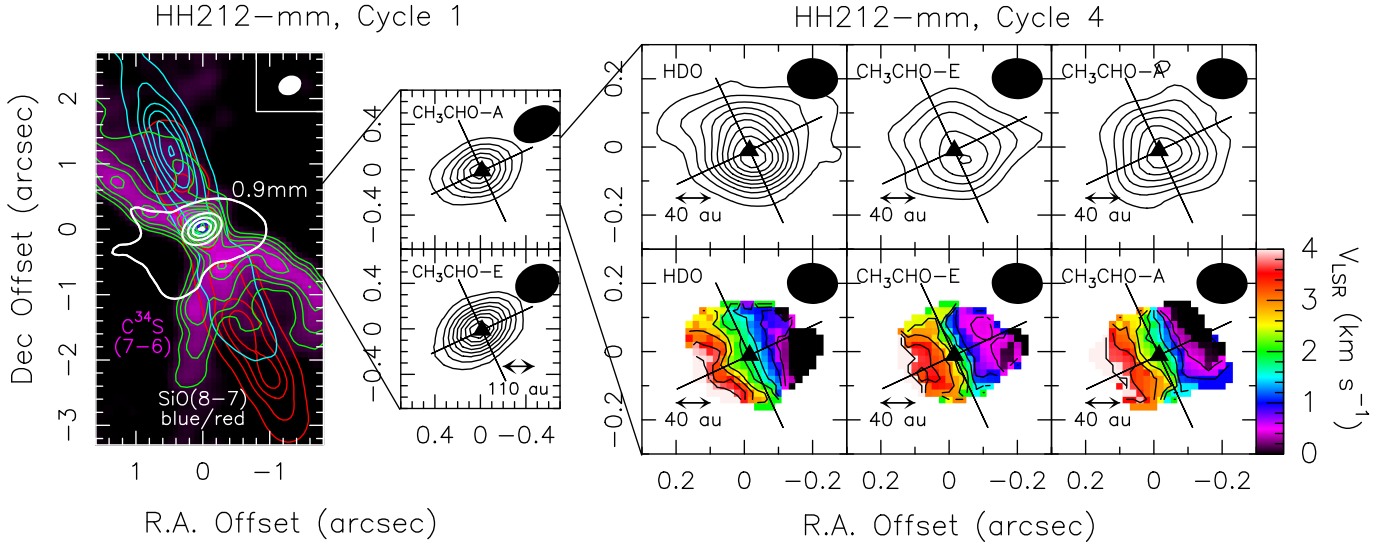 HH212-mm, Cycle 1
HH212-mm, Cycle 4
Dec Offset (arcsec)
2
1
0
-1
-2
-3
0.9mm
C³⁴S
(7-6)
SiO(8-7)
blue/red
1 0 -1
R.A. Offset (arcsec)
CH₃CHO-A
0.4
0
-0.4
CH₃CHO-E
0.4
0
-0.4
110 au
0.4 0 -0.4
HDO CH₃CHO-E CH₃CHO-A
0.2
0
-0.2
40 au 40 au 40 au
HDO CH₃CHO-E CH₃CHO-A
0.2
0
-0.2
40 au 40 au 40 au
0.2 0 -0.2 0.2 0 -0.2 0.2 0 -0.2
R.A. Offset (arcsec)
4
3
2
1
0
V_LSR (km s⁻¹)